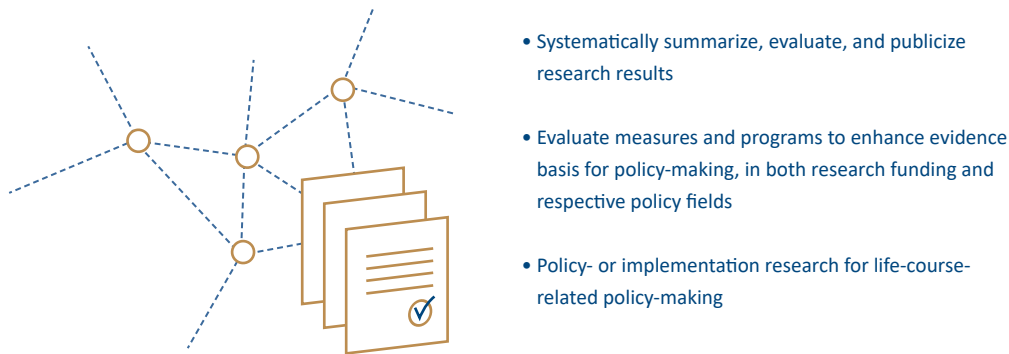 • Systematically summarize, evaluate, and publicize
research results
• Evaluate measures and programs to enhance evidence
basis for policy-making, in both research funding and
respective policy fields
• Policy- or implementation research for life-course-
related policy-making